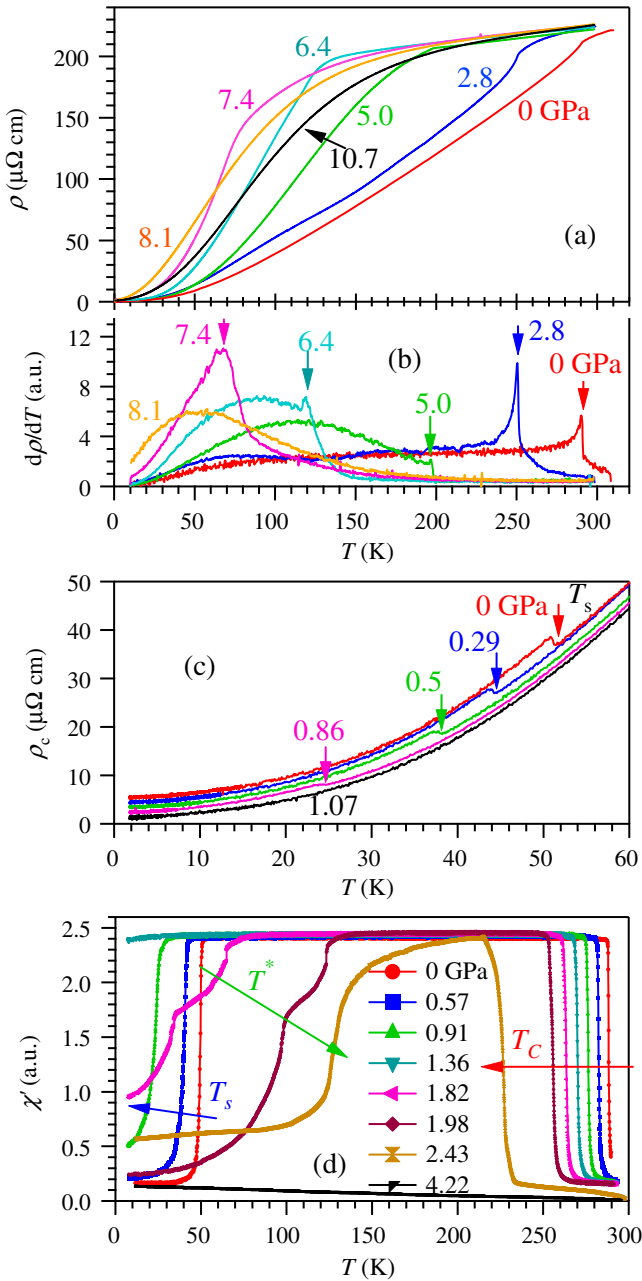 200
150
100
50
0
ρ (μΩ cm)
6.4
7.4
5.0
2.8
0 GPa
10.7
8.1
(a)
12
8
4
0
dρ/dT (a.u.)
7.4
6.4
(b)
2.8
0 GPa
8.1
5.0
0 50 100 150 200 250 300
T (K)
50
40
30
20
10
0
ρc (μΩ cm)
0 GPa
Ts
(c)
0.29
0.5
0.86
1.07
0 10 20 30 40 50 60
T (K)
2.5
2.0
1.5
1.0
0.5
0.0
χ′ (a.u.)
T*
0 GPa
0.57
0.91
1.36
1.82
1.98
2.43
4.22
TC
Ts
(d)
0 50 100 150 200 250 300
T (K)